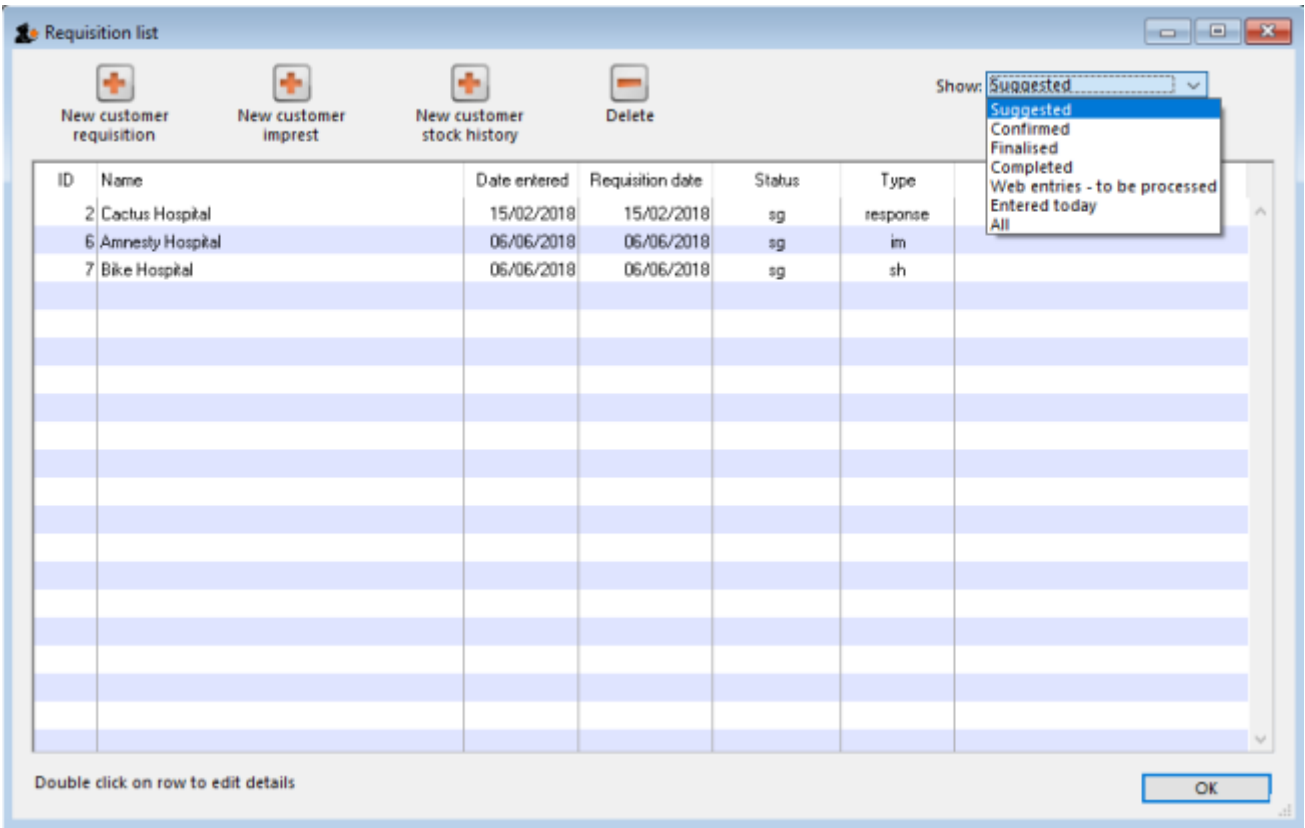 Requisition list
New customer requisition
New customer imprest
New customer stock history
Delete
Show: Suggested
Suggested
Confirmed
Finalised
Completed
Web entries - to be processed
Entered today
All
ID Name Date entered Requisition date Status Type
2 Cactus Hospital 15/02/2018 15/02/2018 sg response
6 Amnesty Hospital 06/06/2018 06/06/2018 sg im
7 Bike Hospital 06/06/2018 06/06/2018 sg sh
Double click on row to edit details
OK